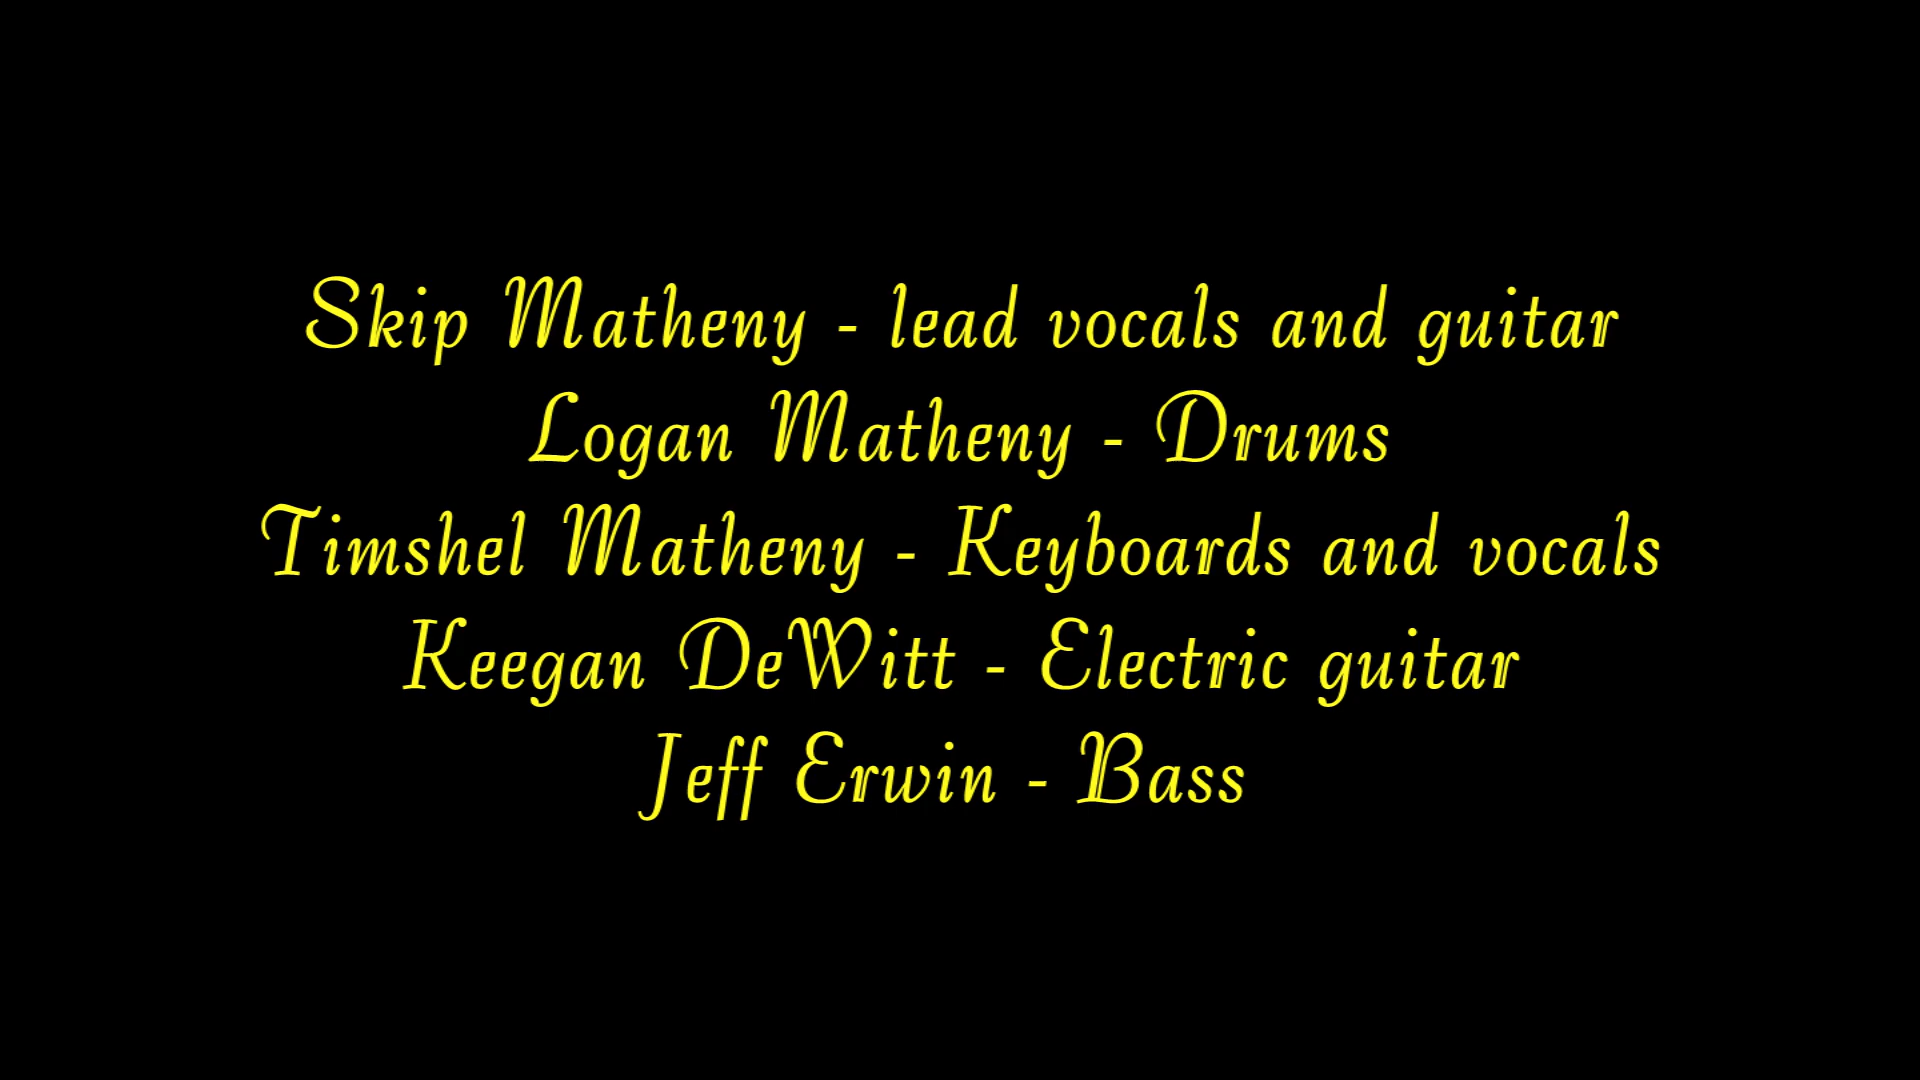 Skip Matheny - lead vocals and guitar
Logan Matheny - Drums
Timshel Matheny - Keyboards and vocals
Keegan DeWitt - Electric guitar
Jeff Erwin - Bass